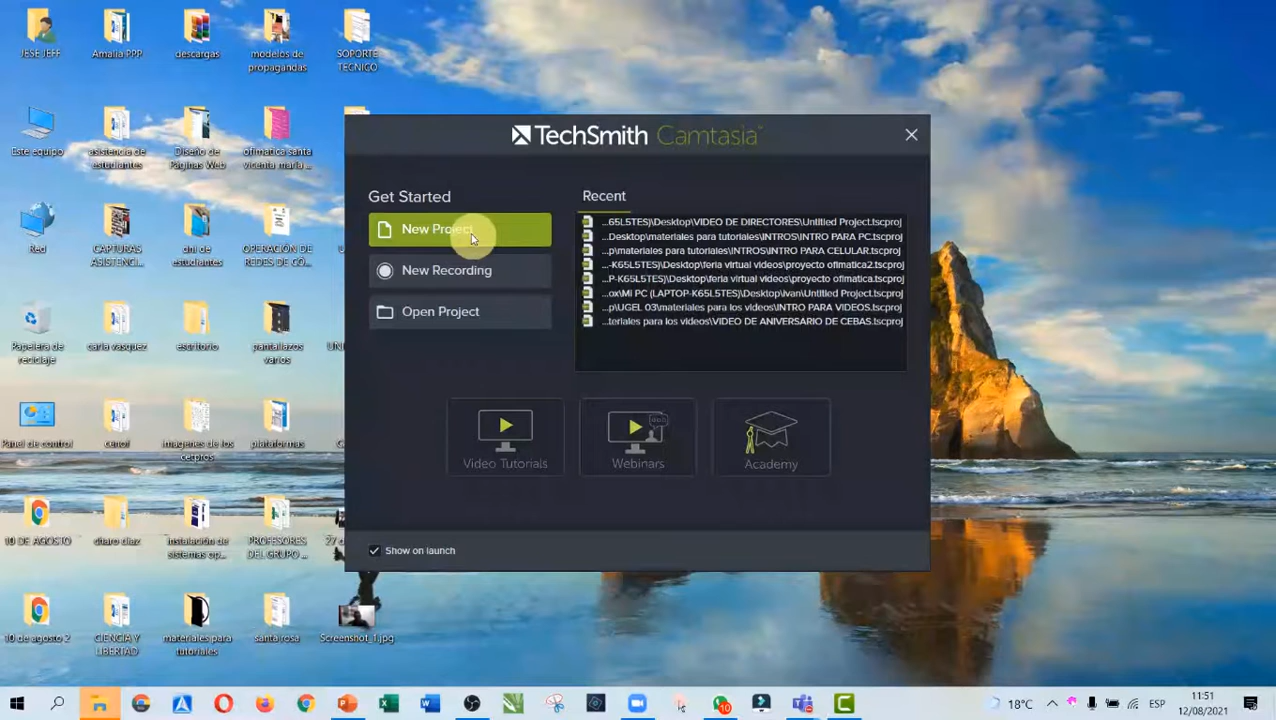 JESE JEFF
Amalia PPP
descargas
modelos de
propagandas
SOPORTE
TECNICO
Este equipo
asistencia de
estudiantes
Diseño de
Páginas Web
ofimatica santa
vicenta maria...
Red
CAPTURAS
ASISTENCI...
dni de
estudiantes
OPERACIÓN DE
REDES DE CÓ...
Papelera de
reciclaje
carla vasquez
escritorio
pantallazos
varios
Panel de control
cenof
imagenes de los
cetpros
plataformas
10 DE AGOSTO
charo diaz
instalación de
sistemas op...
PROFESORES
DEL GRUPO ...
10 de agosto 2
CIENCIA Y
LIBERTAD
materiales para
tutoriales
santa rosa
Screenshot_1.jpg
TechSmith Camtasia
Get Started
New Project
New Recording
Open Project
Recent
...65L5TES)\Desktop\VIDEO DE DIRECTORES\Untitled Project.tscproj
...Desktop\materiales para tutoriales\INTROS\INTRO PARA PC.tscproj
...p\materiales para tutoriales\INTROS\INTRO PARA CELULAR.tscproj
...-K65L5TES)\Desktop\feria virtual videos\proyecto ofimatica2.tscproj
...P-K65L5TES)\Desktop\feria virtual videos\proyecto ofimatica.tscproj
...ox\Mi PC (LAPTOP-K65L5TES)\Desktop\Ivan\Untitled Project.tscproj
...p\UGEL 03\materiales para los videos\INTRO PARA VIDEOS.tscproj
...teriales para los videos\VIDEO DE ANIVERSARIO DE CEBAS.tscproj
Video Tutorials
Webinars
Academy
Show on launch
10
18°C
ESP
11:51
12/08/2021